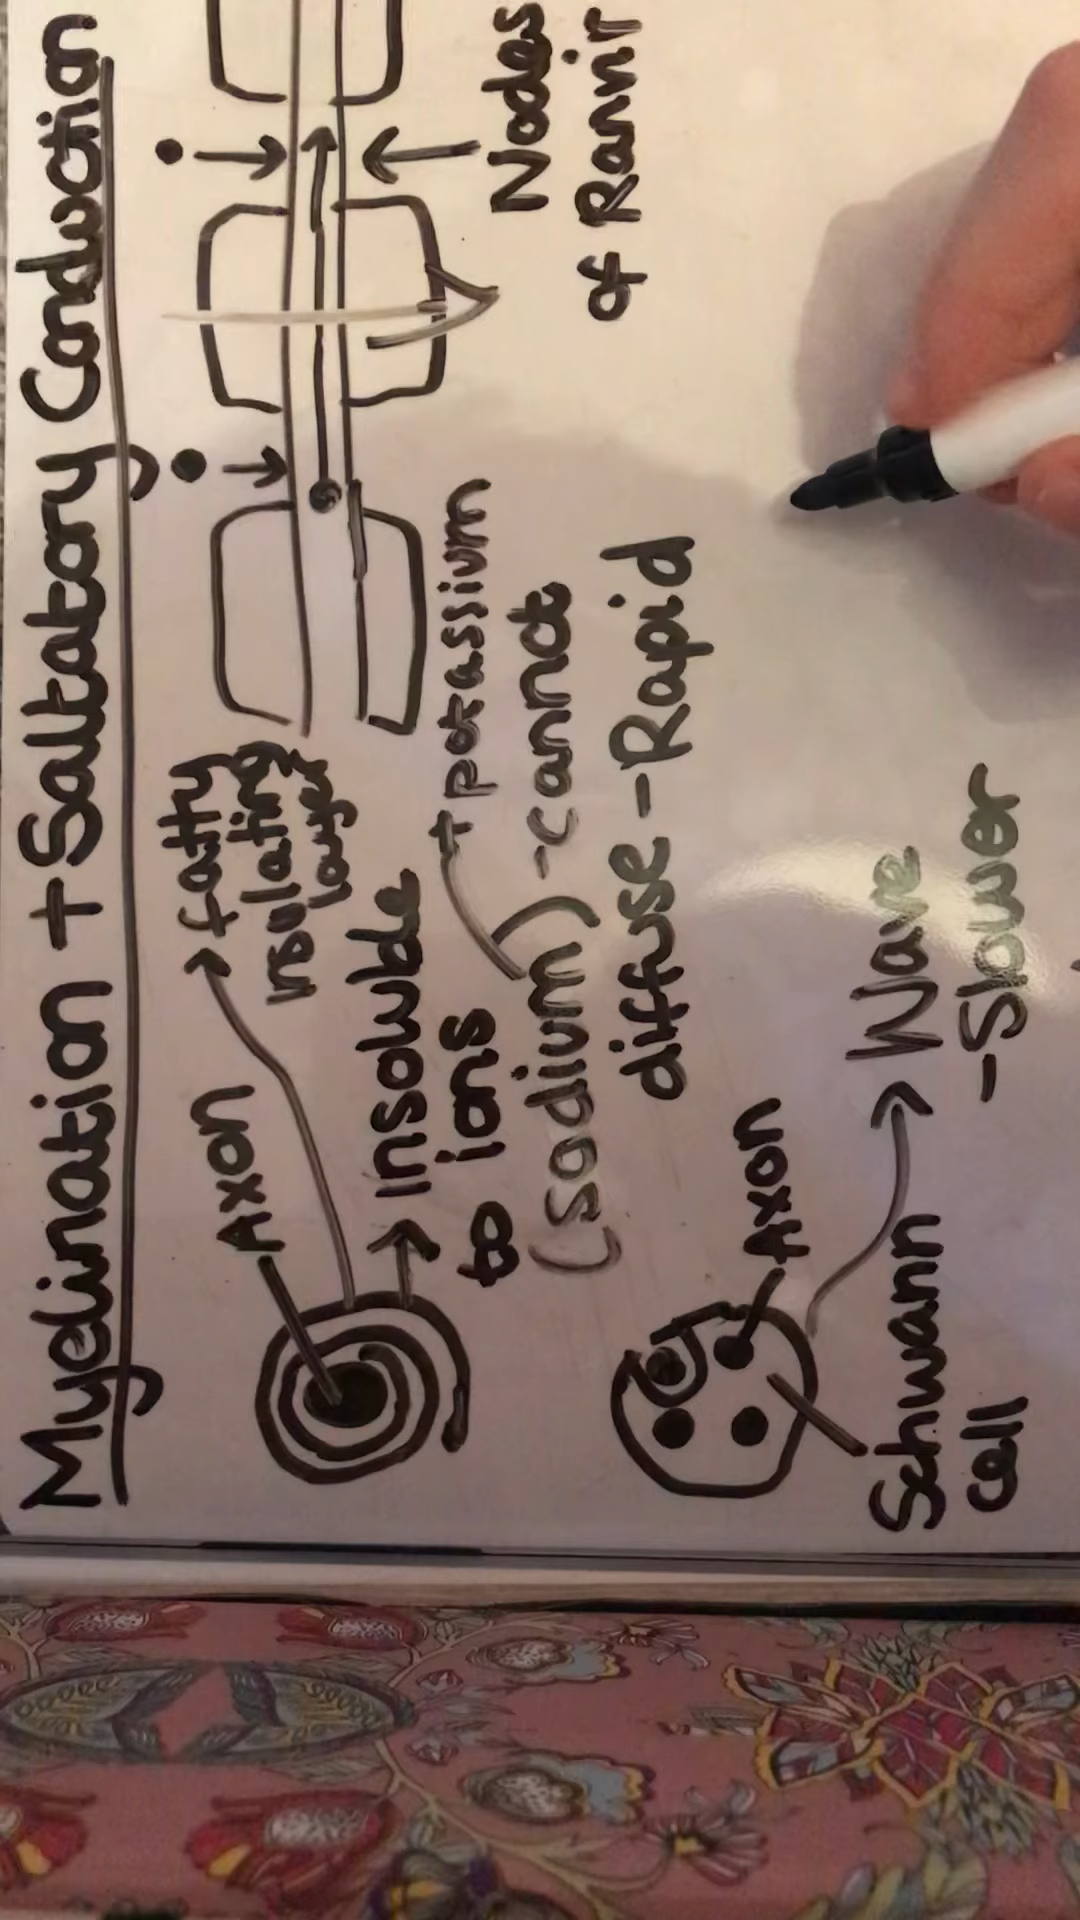 Myelination + Saltatory Conduction
Axon
fatty
insulating
layer
Insoluble
to ions
(sodium) + potassium
-cannot
diffuse - Rapid
Nodes
of Ranvir
Axon
Schwann
cell
Wave
-Slower